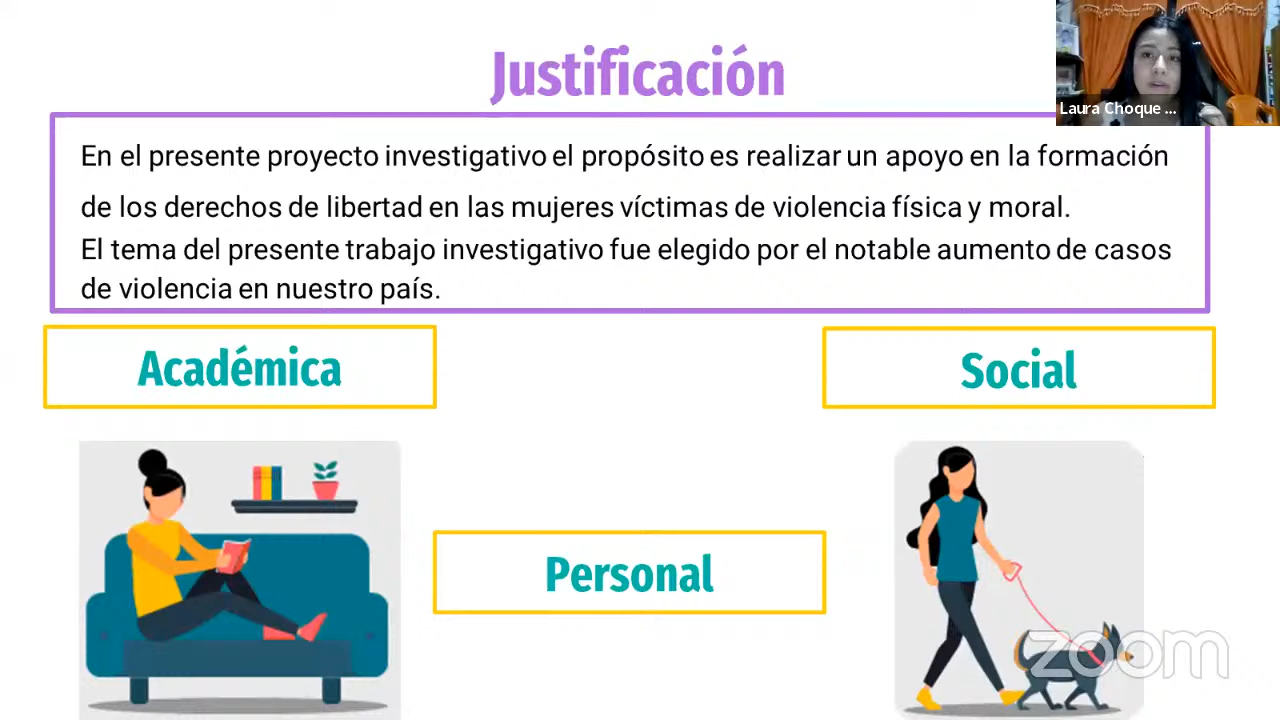 Justificación
Laura Choque ...
En el presente proyecto investigativo el propósito es realizar un apoyo en la formación
de los derechos de libertad en las mujeres víctimas de violencia física y moral.
El tema del presente trabajo investigativo fue elegido por el notable aumento de casos
de violencia en nuestro país.
Académica
Social
Personal
zoom